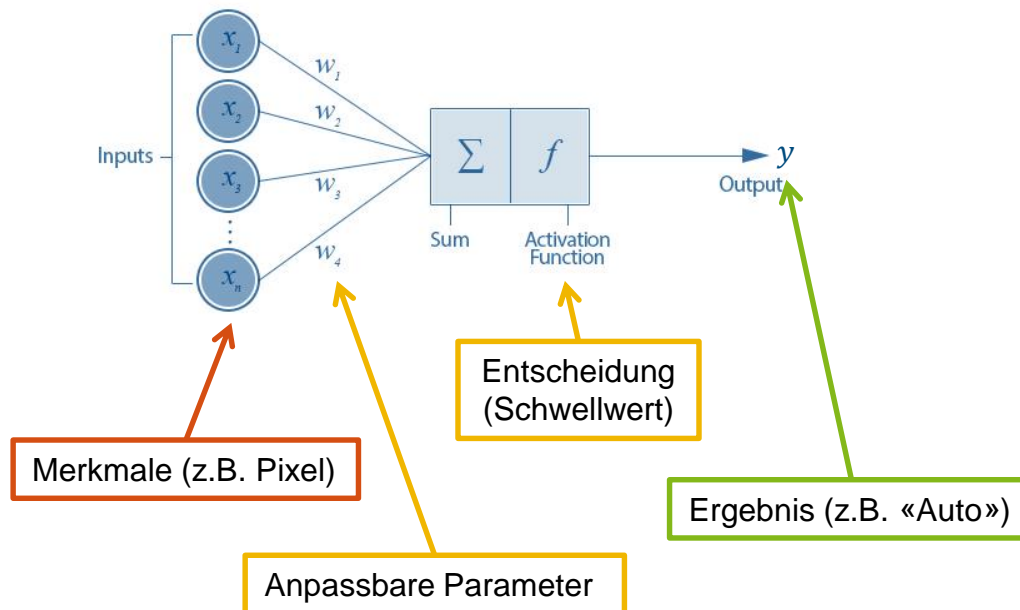 x₁
w₁
x₂
w₂
Inputs
Σ f
y
x₃
w₃
Output
Sum
Activation
Function
w₄
xₙ
Entscheidung
(Schwellwert)
Merkmale (z.B. Pixel)
Ergebnis (z.B. «Auto»)
Anpassbare Parameter